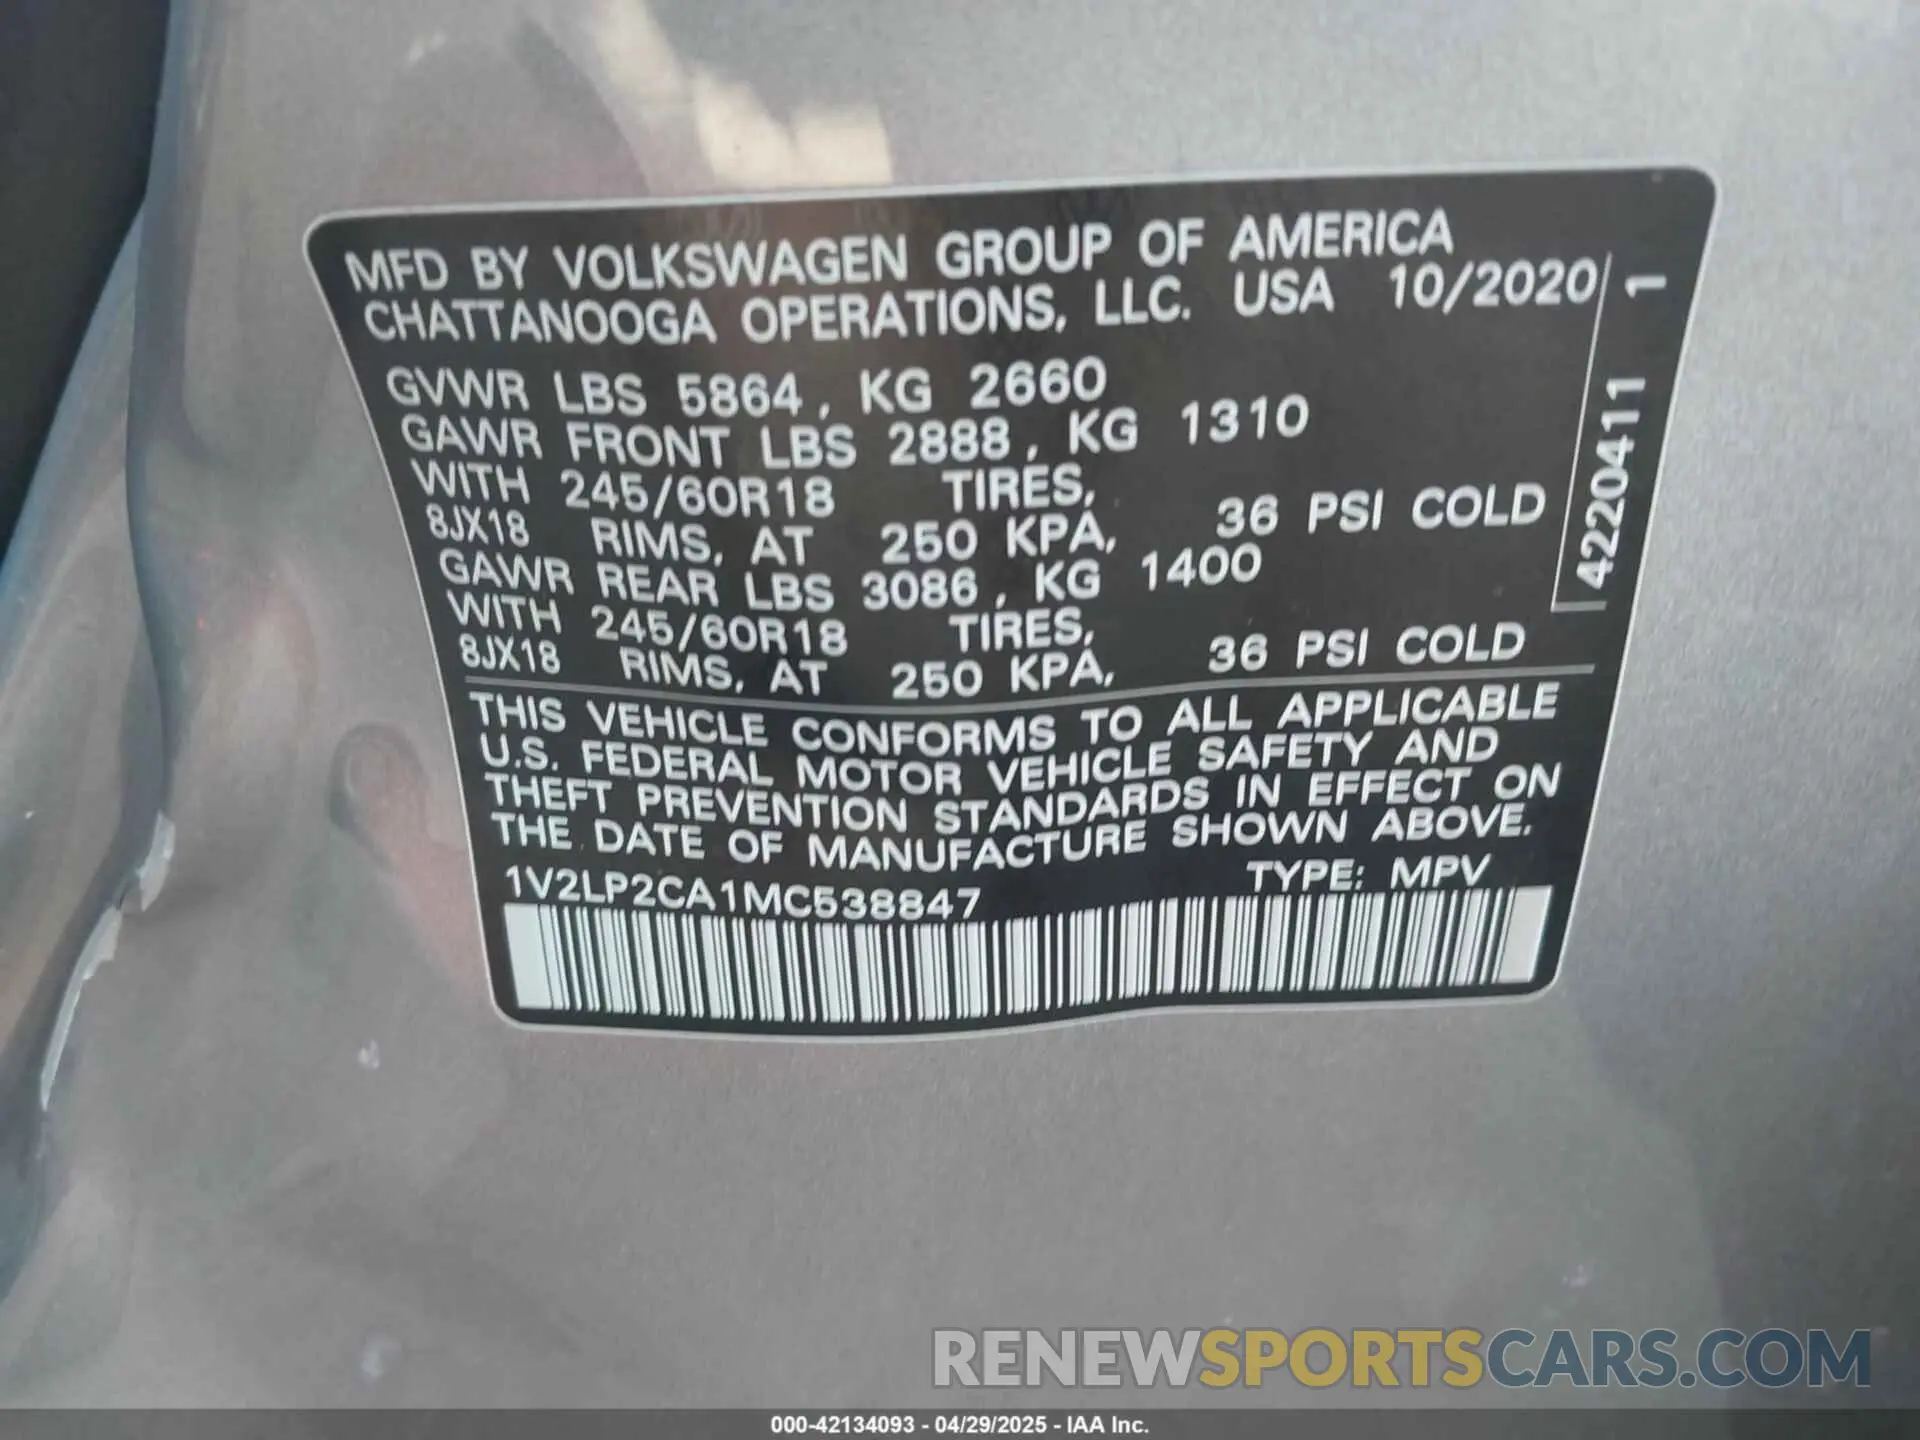 MFD BY VOLKSWAGEN GROUP OF AMERICA
CHATTANOOGA OPERATIONS, LLC. USA 10/2020
GVWR LBS 5864, KG 2660
GAWR FRONT LBS 2888, KG 1310
WITH 245/60R18 TIRES,
8JX18 RIMS, AT 250 KPA, 36 PSI COLD
GAWR REAR LBS 3086, KG 1400
WITH 245/60R18 TIRES,
8JX18 RIMS, AT 250 KPA, 36 PSI COLD
4220411 1
THIS VEHICLE CONFORMS TO ALL APPLICABLE
U.S. FEDERAL MOTOR VEHICLE SAFETY AND
THEFT PREVENTION STANDARDS IN EFFECT ON
THE DATE OF MANUFACTURE SHOWN ABOVE.
1V2LP2CA1MC538847 TYPE: MPV
RENEWSPORTSCARS.COM
000-42134093 - 04/29/2025 - IAA Inc.